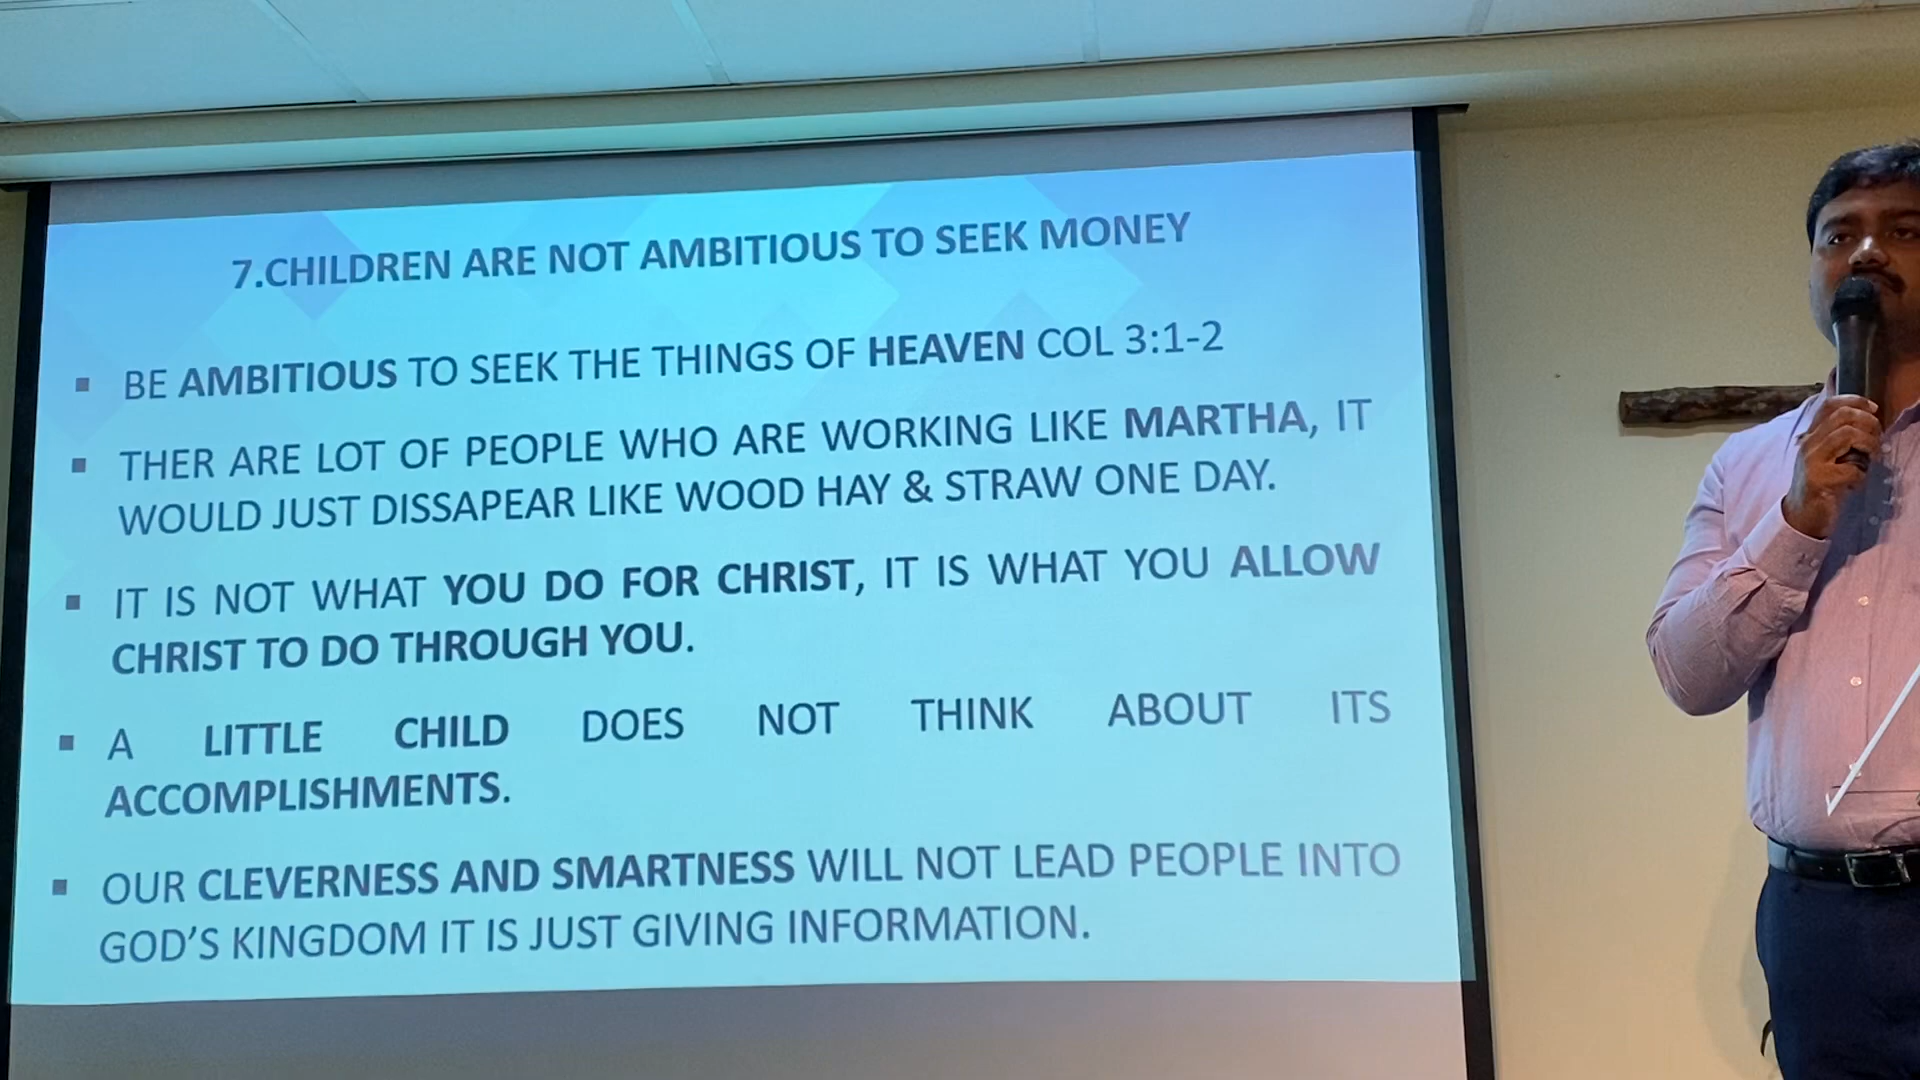 7.CHILDREN ARE NOT AMBITIOUS TO SEEK MONEY
▪ BE AMBITIOUS TO SEEK THE THINGS OF HEAVEN COL 3:1-2
▪ THER ARE LOT OF PEOPLE WHO ARE WORKING LIKE MARTHA, IT
WOULD JUST DISSAPEAR LIKE WOOD HAY & STRAW ONE DAY.
▪ IT IS NOT WHAT YOU DO FOR CHRIST, IT IS WHAT YOU ALLOW
CHRIST TO DO THROUGH YOU.
▪ A LITTLE CHILD DOES NOT THINK ABOUT ITS
ACCOMPLISHMENTS.
▪ OUR CLEVERNESS AND SMARTNESS WILL NOT LEAD PEOPLE INTO
GOD’S KINGDOM IT IS JUST GIVING INFORMATION.